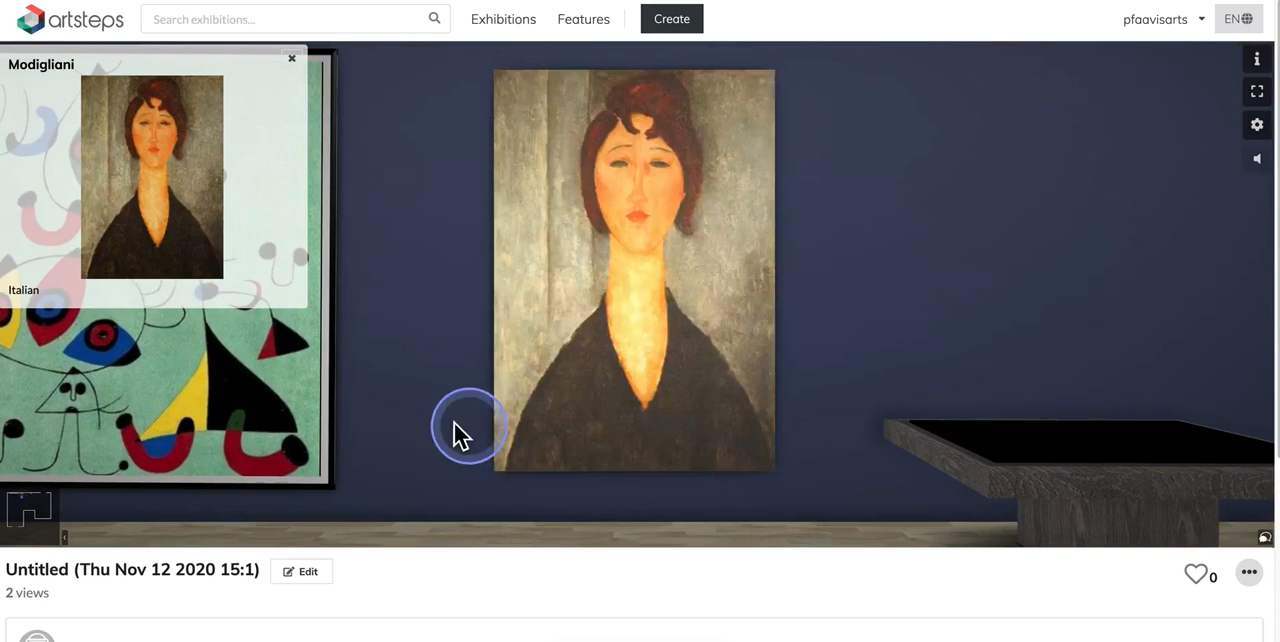 artsteps
Search exhibitions...
Exhibitions
Features
Create
pfaavisarts
EN
Modigliani
Italian
Untitled (Thu Nov 12 2020 15:1)
Edit
0
2 views